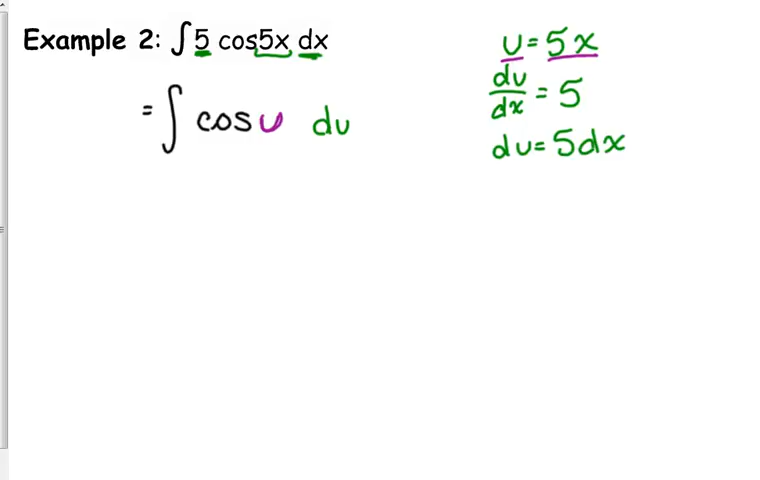 Example 2: ∫ 5 cos5x dx
= ∫ cos u du
u = 5x
du/dx = 5
du = 5dx